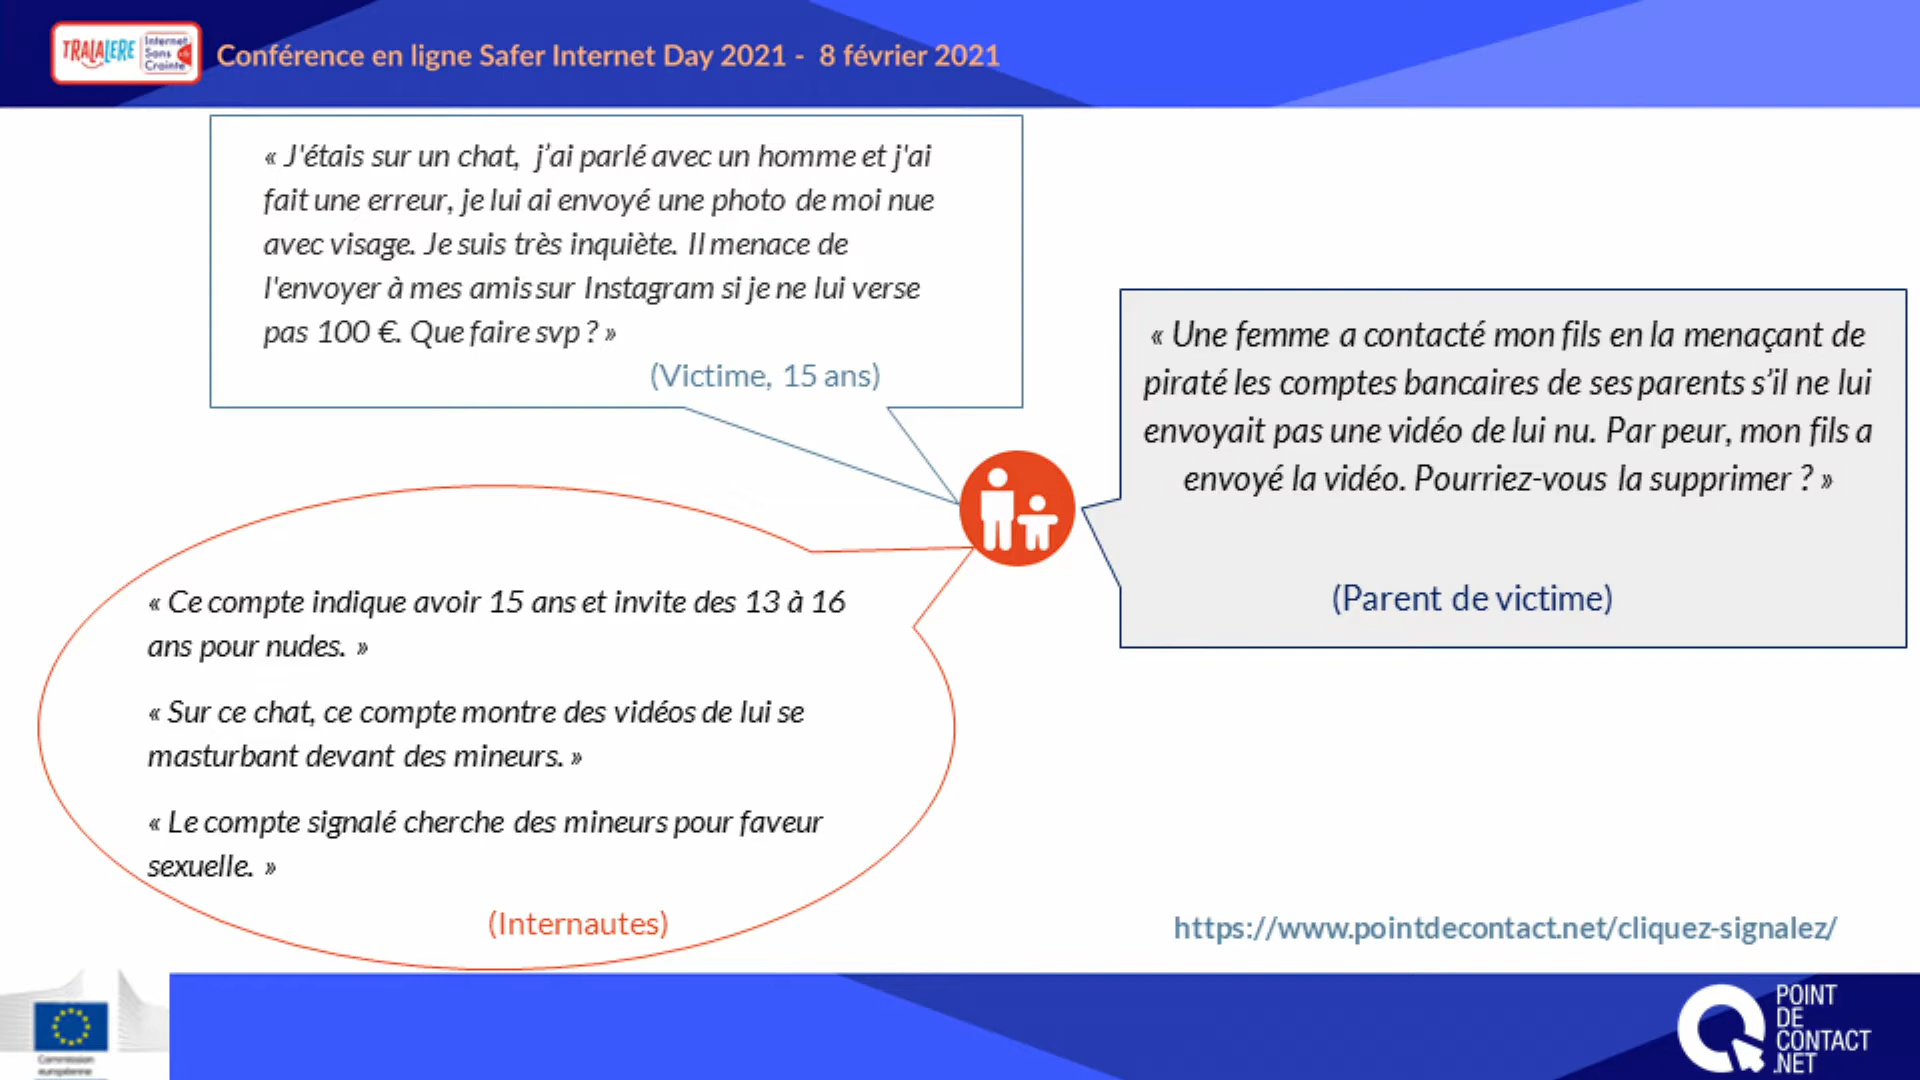 TRALALERE
Internet
Sans
Crainte
Conférence en ligne Safer Internet Day 2021 - 8 février 2021
« J'étais sur un chat, j’ai parlé avec un homme et j'ai
fait une erreur, je lui ai envoyé une photo de moi nue
avec visage. Je suis très inquiète. Il menace de
l'envoyer à mes amis sur Instagram si je ne lui verse
pas 100 €. Que faire svp ? »
(Victime, 15 ans)
« Une femme a contacté mon fils en la menaçant de
piraté les comptes bancaires de ses parents s’il ne lui
envoyait pas une vidéo de lui nu. Par peur, mon fils a
envoyé la vidéo. Pourriez-vous la supprimer ? »
(Parent de victime)
« Ce compte indique avoir 15 ans et invite des 13 à 16
ans pour nudes. »
« Sur ce chat, ce compte montre des vidéos de lui se
masturbant devant des mineurs. »
« Le compte signalé cherche des mineurs pour faveur
sexuelle. »
(Internautes)
https://www.pointdecontact.net/cliquez-signalez/
Commission
européenne
POINT
DE
CONTACT
.NET